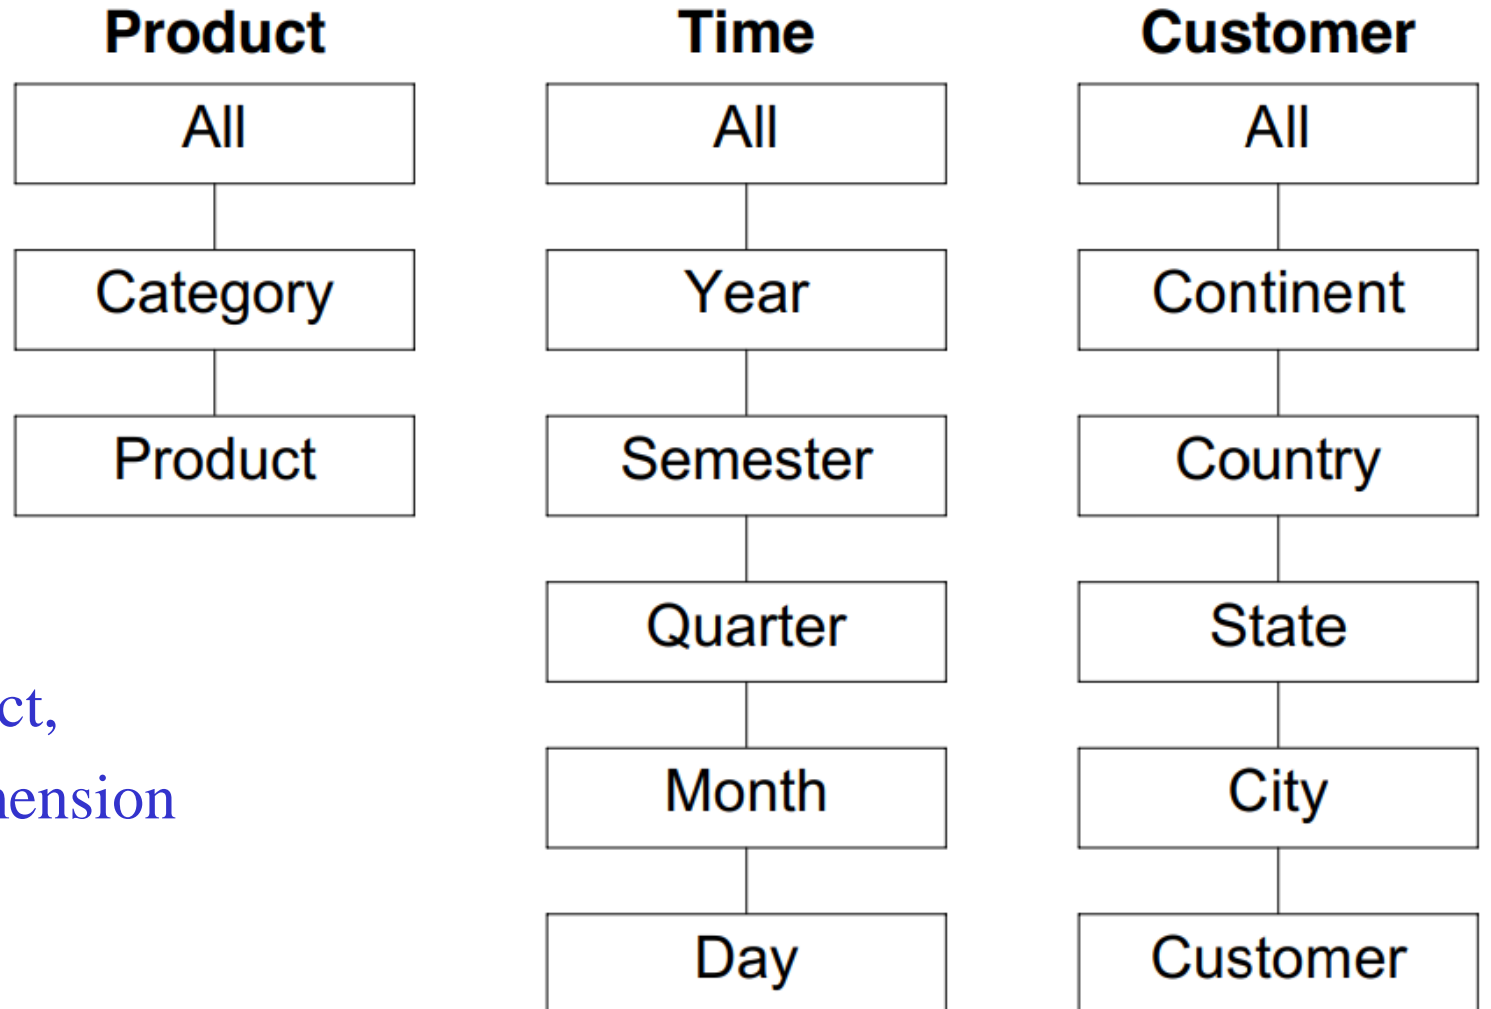 Product
All
Category
Product
ct,
ension
Time
All
Year
Semester
Quarter
Month
Day
Customer
All
Continent
Country
State
City
Customer